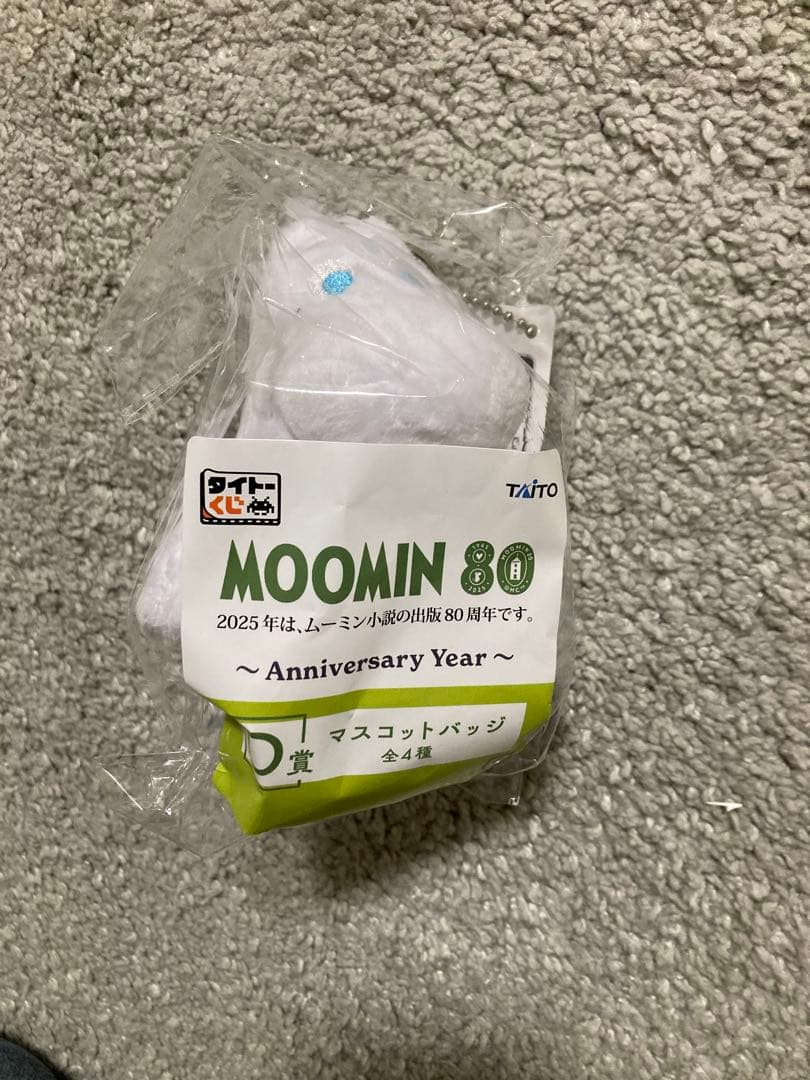 タイトー
くじ
TAITO
MOOMIN 80
2025年は、ムーミン小説の出版80周年です。
~ Anniversary Year ~
賞
マスコットバッジ
全4種